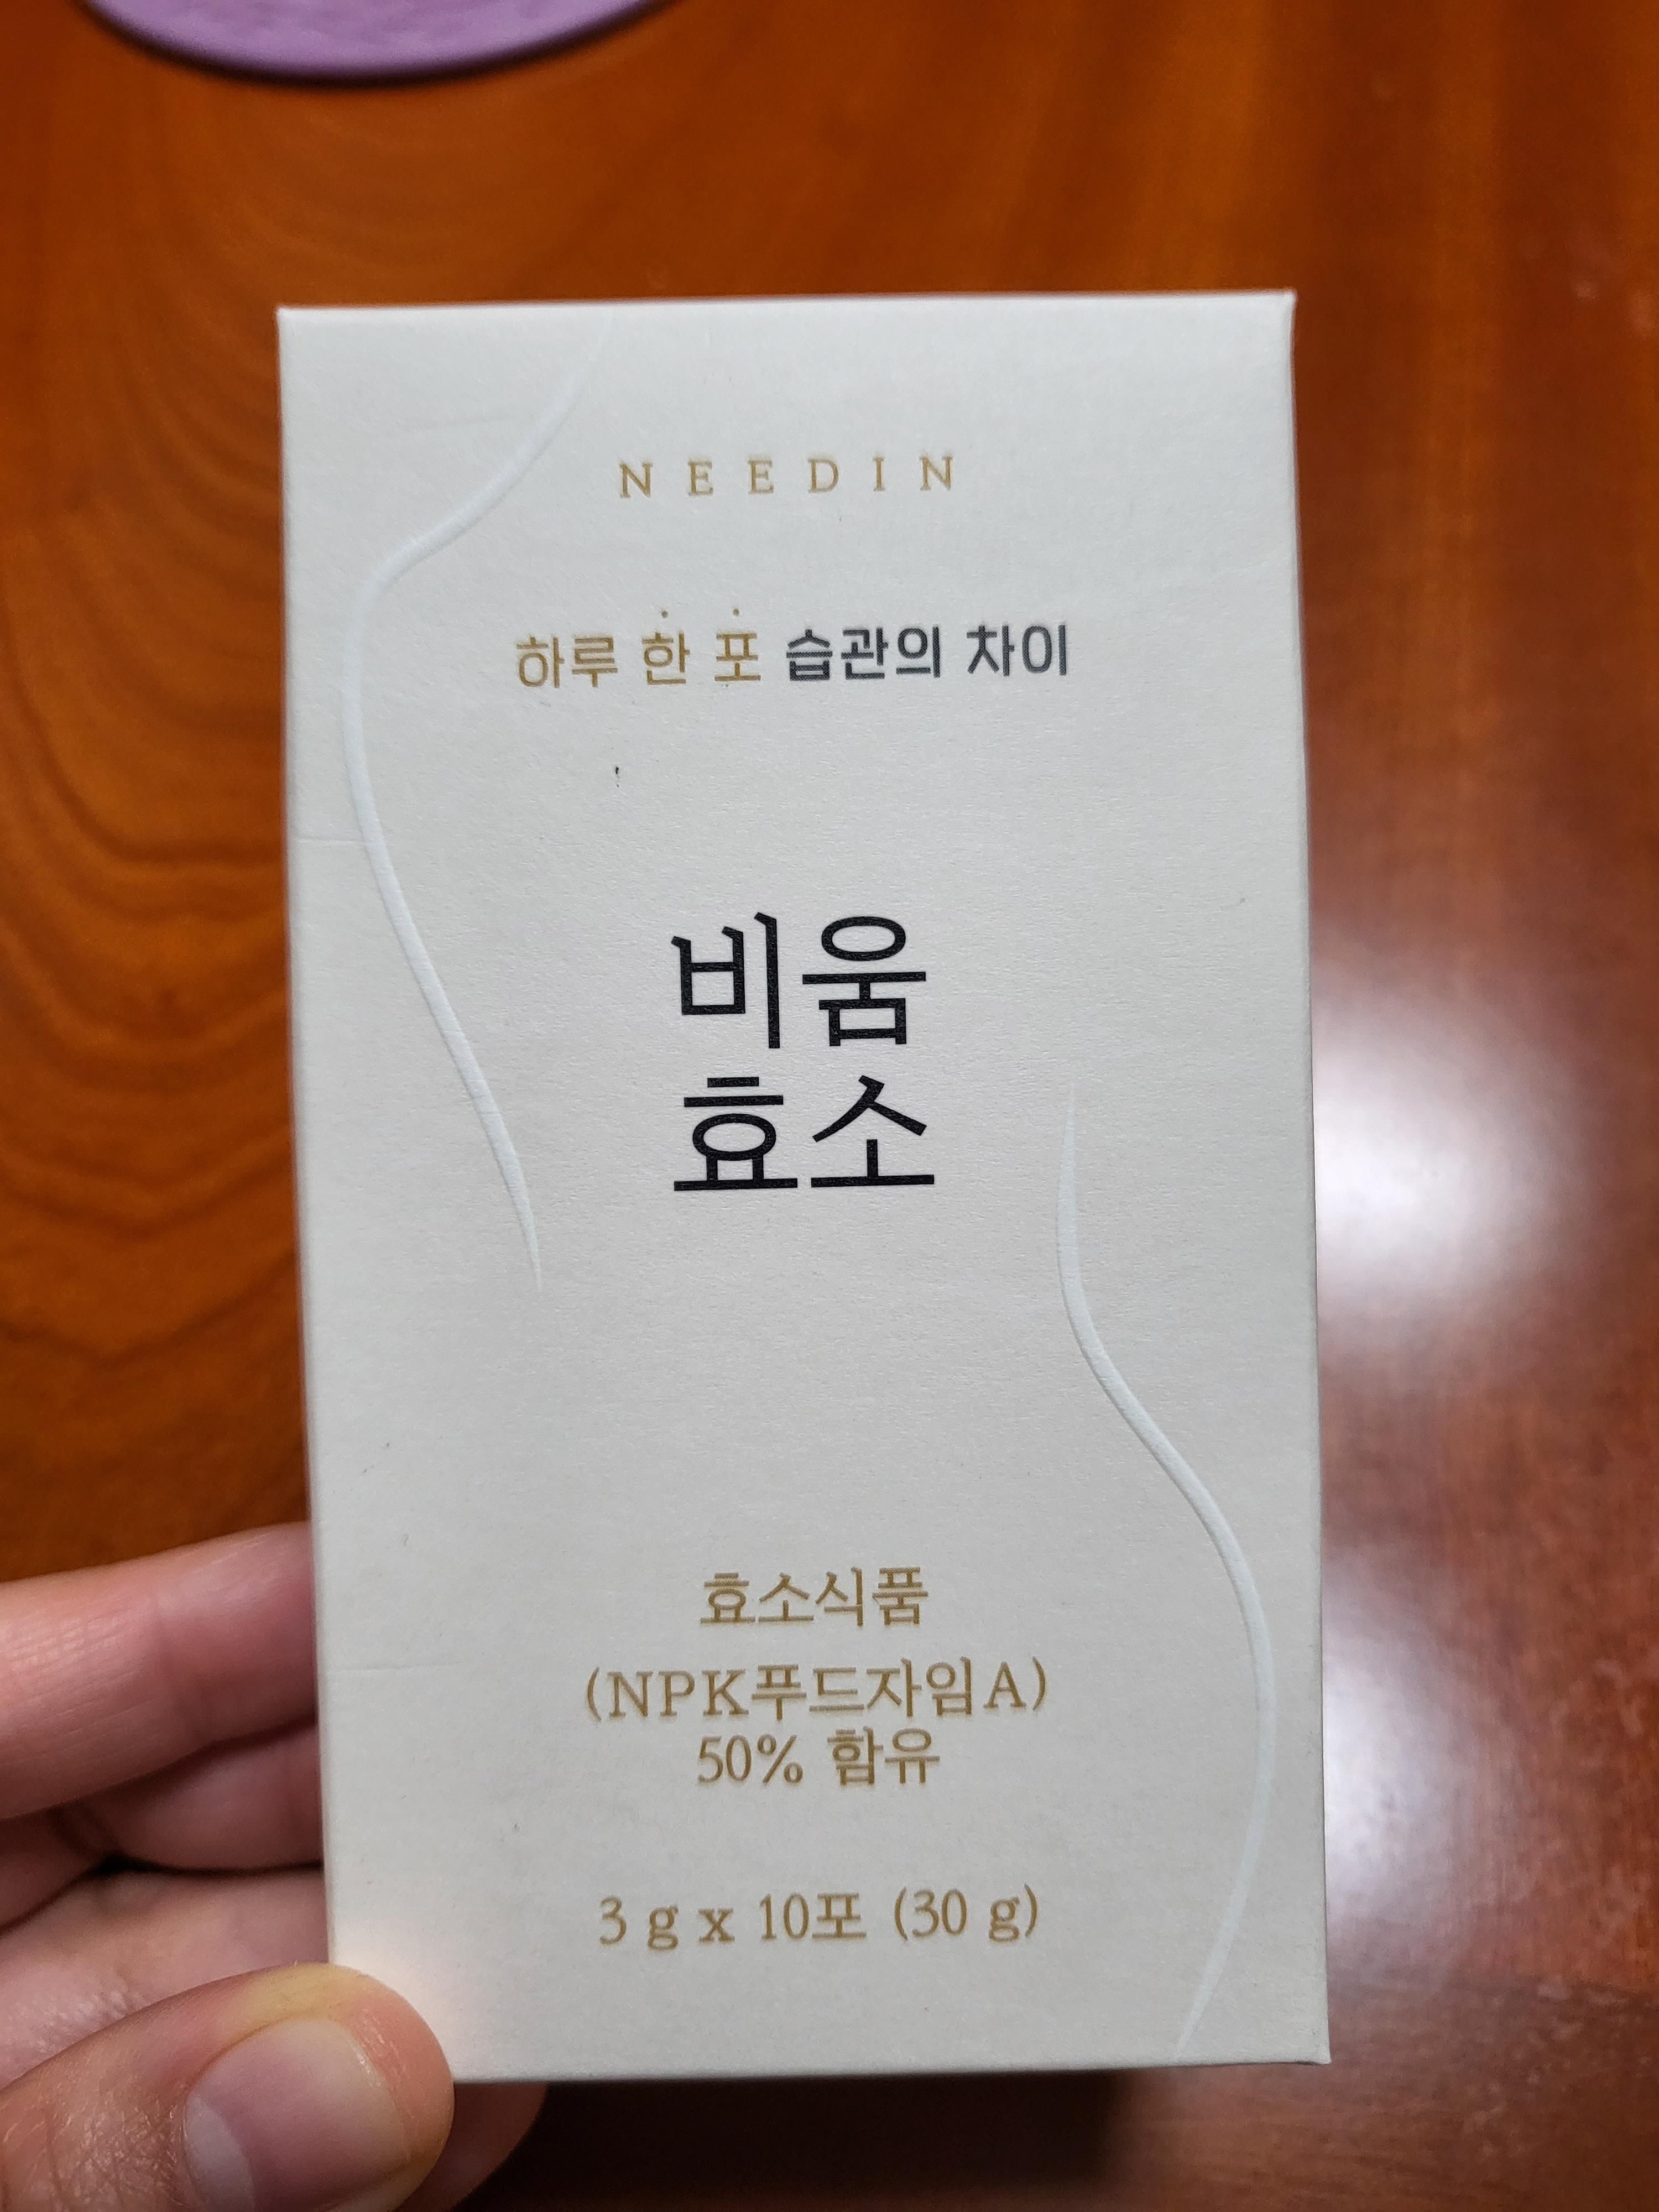 NEEDIN
하루 한 포 습관의 차이
비움
효소
효소식품
(NPK푸드자임A)
50% 함유
3 g x 10포 (30 g)